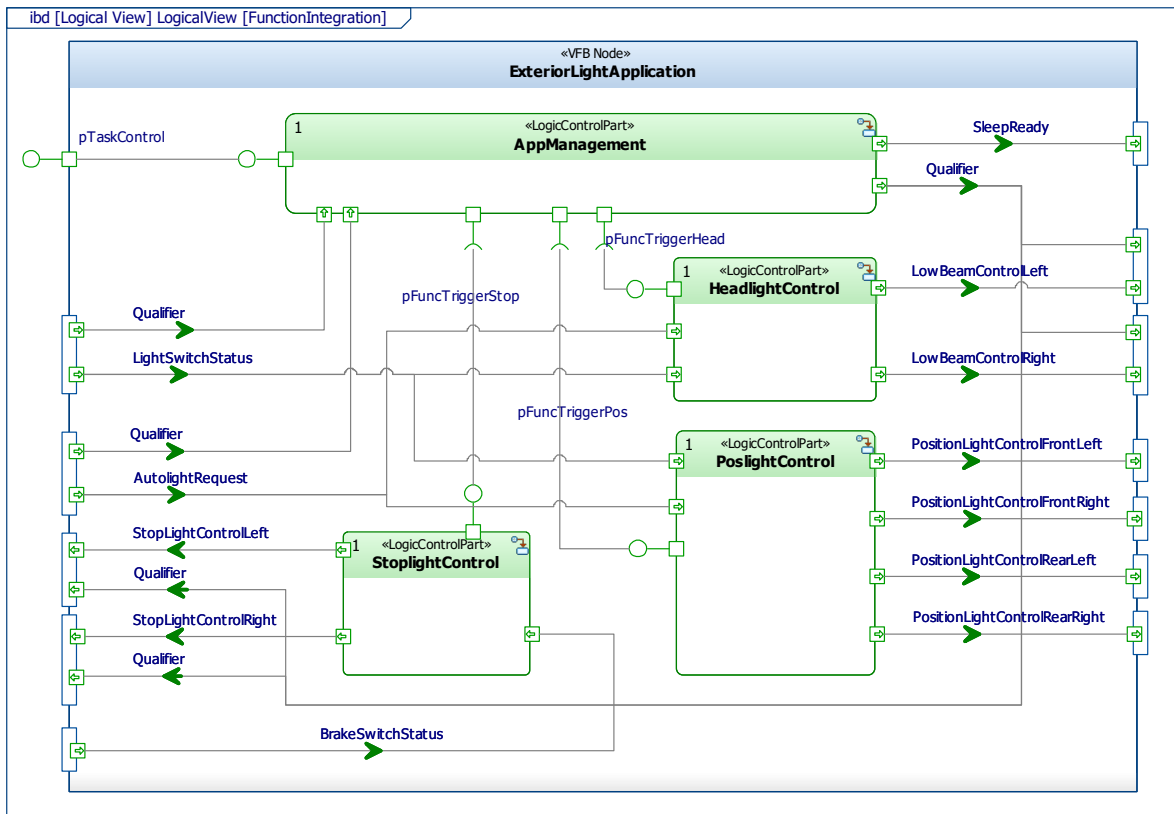 ibd [Logical View] LogicalView [FunctionIntegration]
«VFB Node»
ExteriorLightApplication
pTaskControl
1
«LogicControlPart»
AppManagement
SleepReady
Qualifier
pFuncTriggerHead
1
«LogicControlPart»
HeadlightControl
LowBeamControlLeft
pFuncTriggerStop
Qualifier
LightSwitchStatus
LowBeamControlRight
pFuncTriggerPos
Qualifier
1
«LogicControlPart»
PoslightControl
PositionLightControlFrontLeft
AutolightRequest
PositionLightControlFrontRight
StopLightControlLeft
1
«LogicControlPart»
StoplightControl
Qualifier
PositionLightControlRearLeft
StopLightControlRight
PositionLightControlRearRight
Qualifier
BrakeSwitchStatus